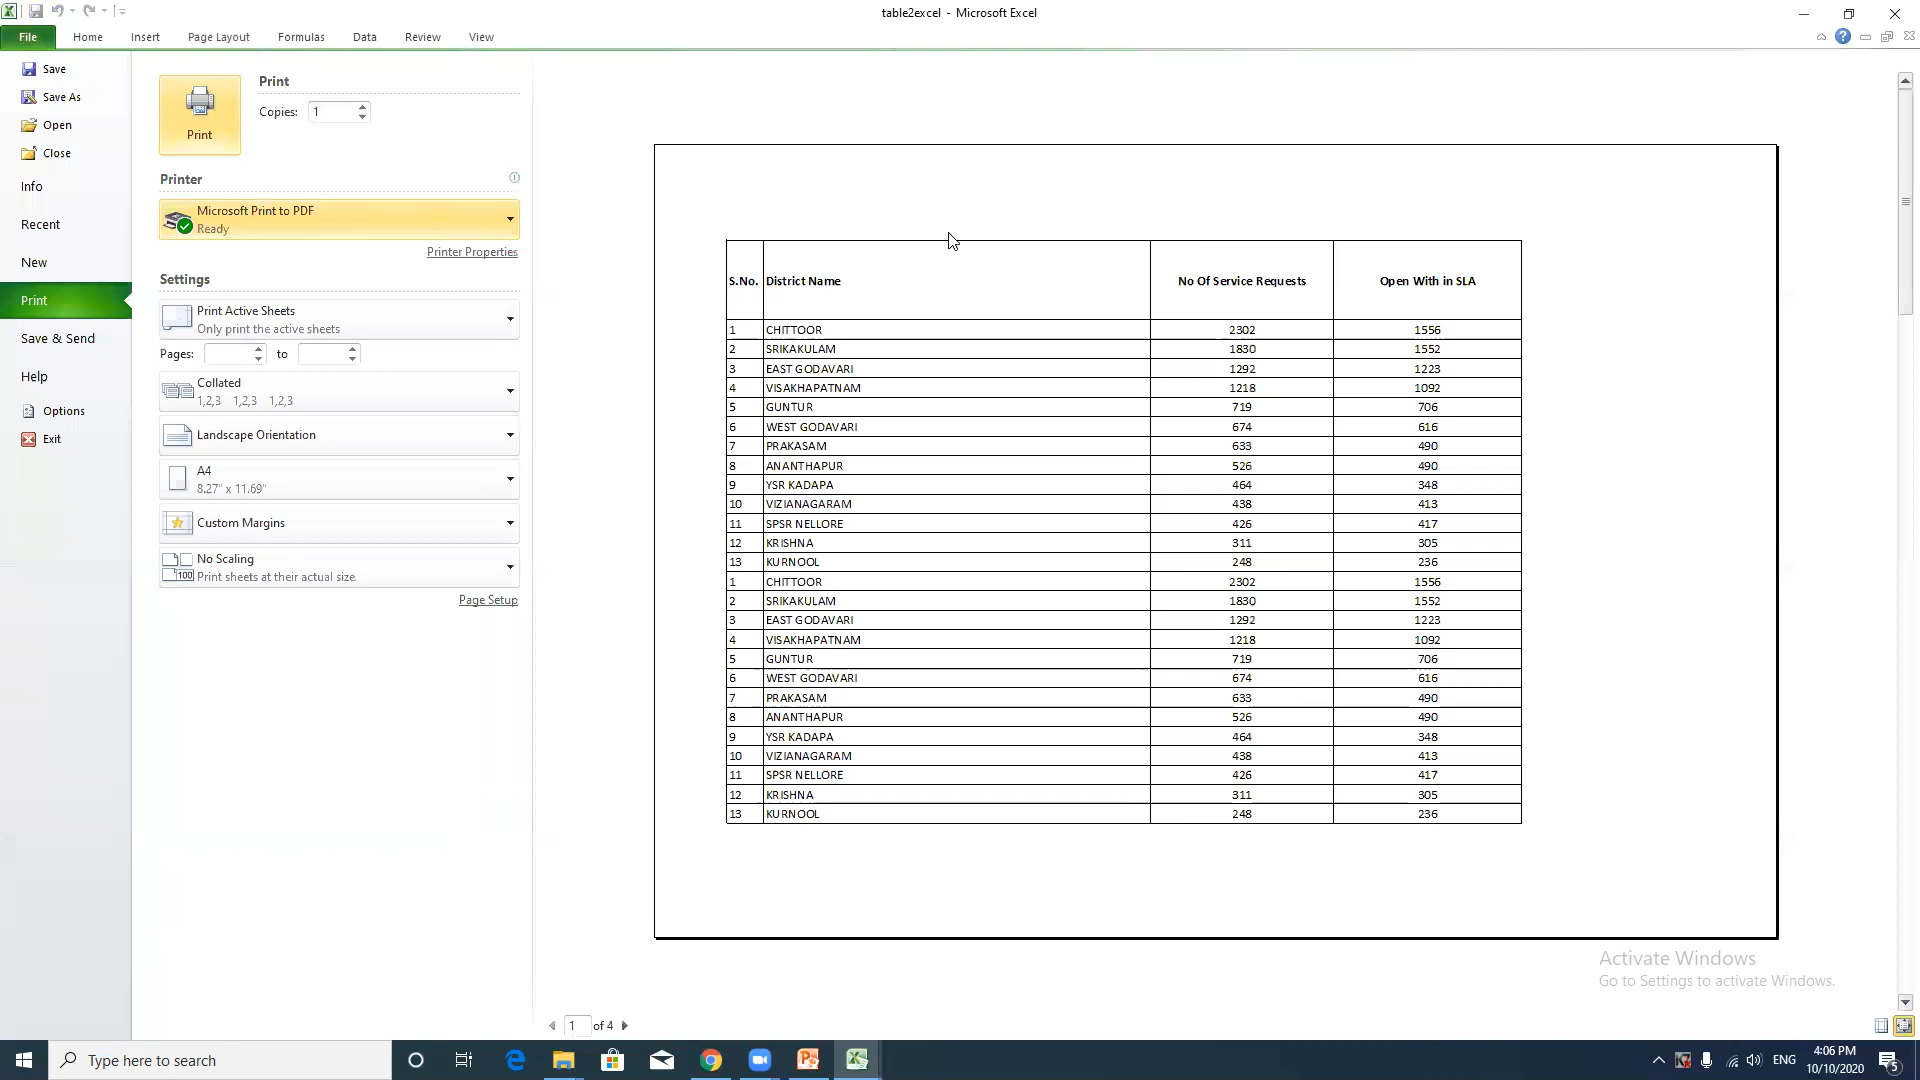 table2excel - Microsoft Excel
File Home Insert Page Layout Formulas Data Review View
Save
Save As
Open
Close
Info
Recent
New
Print
Save & Send
Help
Options
Exit
Print
Print
Copies: 1
Printer
Microsoft Print to PDF
Ready
Printer Properties
Settings
Print Active Sheets
Only print the active sheets
Pages: to
Collated
1,2,3 1,2,3 1,2,3
Landscape Orientation
A4
8.27" x 11.69"
Custom Margins
No Scaling
100 Print sheets at their actual size
Page Setup
S.No. District Name No Of Service Requests Open With in SLA
1 CHITTOOR 2302 1556
2 SRIKAKULAM 1830 1552
3 EAST GODAVARI 1292 1223
4 VISAKHAPATNAM 1218 1092
5 GUNTUR 719 706
6 WEST GODAVARI 674 616
7 PRAKASAM 633 490
8 ANANTHAPUR 526 490
9 YSR KADAPA 464 348
10 VIZIANAGARAM 438 413
11 SPSR NELLORE 426 417
12 KRISHNA 311 305
13 KURNOOL 248 236
1 CHITTOOR 2302 1556
2 SRIKAKULAM 1830 1552
3 EAST GODAVARI 1292 1223
4 VISAKHAPATNAM 1218 1092
5 GUNTUR 719 706
6 WEST GODAVARI 674 616
7 PRAKASAM 633 490
8 ANANTHAPUR 526 490
9 YSR KADAPA 464 348
10 VIZIANAGARAM 438 413
11 SPSR NELLORE 426 417
12 KRISHNA 311 305
13 KURNOOL 248 236
Activate Windows
Go to Settings to activate Windows.
1 of 4
Type here to search
ENG
4:06 PM
10/10/2020
5